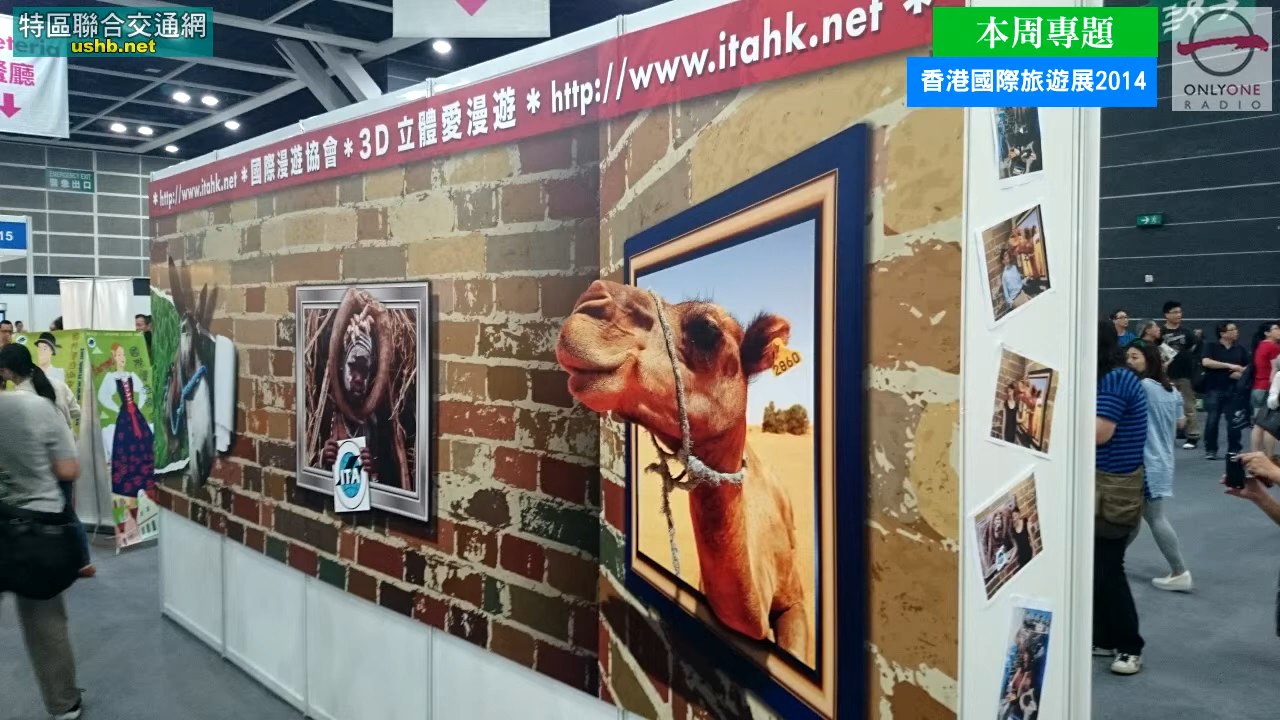 特區聯合交通網
ushb.net
eteria
餐廳
本周專題
香港國際旅遊展2014
ONLYONE
RADIO
* http://www.itahk.net * 國際漫遊協會 * 3D 立體愛漫遊 * http://www.itahk.net *
EMERGENCY EXIT
緊急出口
15
2860
ITA